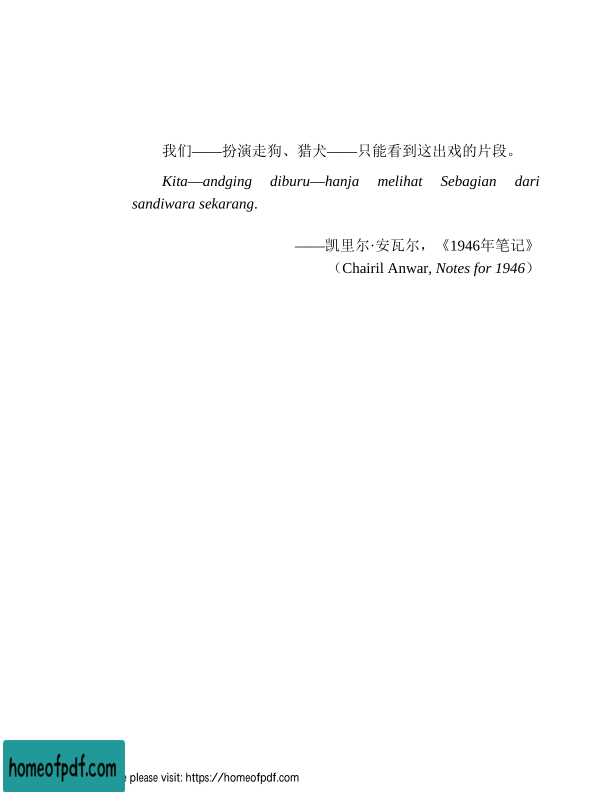 我们——扮演走狗、猎犬——只能看到这出戏的片段。
Kita—andging diburu—hanja melihat Sebagian dari
sandiwara sekarang.
——凯里尔·安瓦尔，《1946年笔记》
（Chairil Anwar, Notes for 1946）
homeofpdf.com
please visit: https://homeofpdf.com